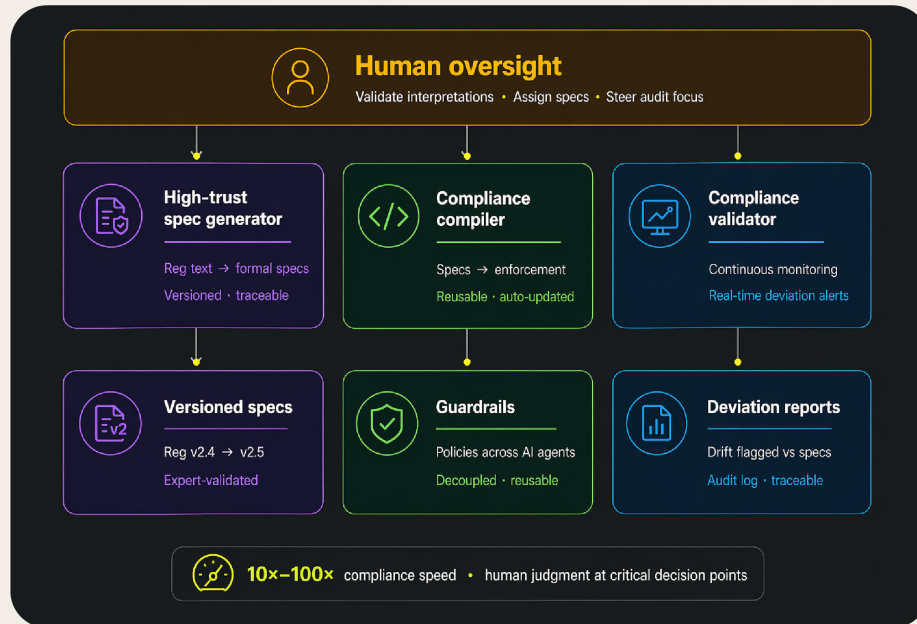 Human oversight
Validate interpretations • Assign specs • Steer audit focus
High-trust
spec generator
Reg text → formal specs
Versioned · traceable
Compliance
compiler
Specs → enforcement
Reusable · auto-updated
Compliance
validator
Continuous monitoring
Real-time deviation alerts
v2
Versioned specs
Reg v2.4 → v2.5
Expert-validated
Guardrails
Policies across AI agents
Decoupled · reusable
Deviation reports
Drift flagged vs specs
Audit log · traceable
10×–100× compliance speed • human judgment at critical decision points